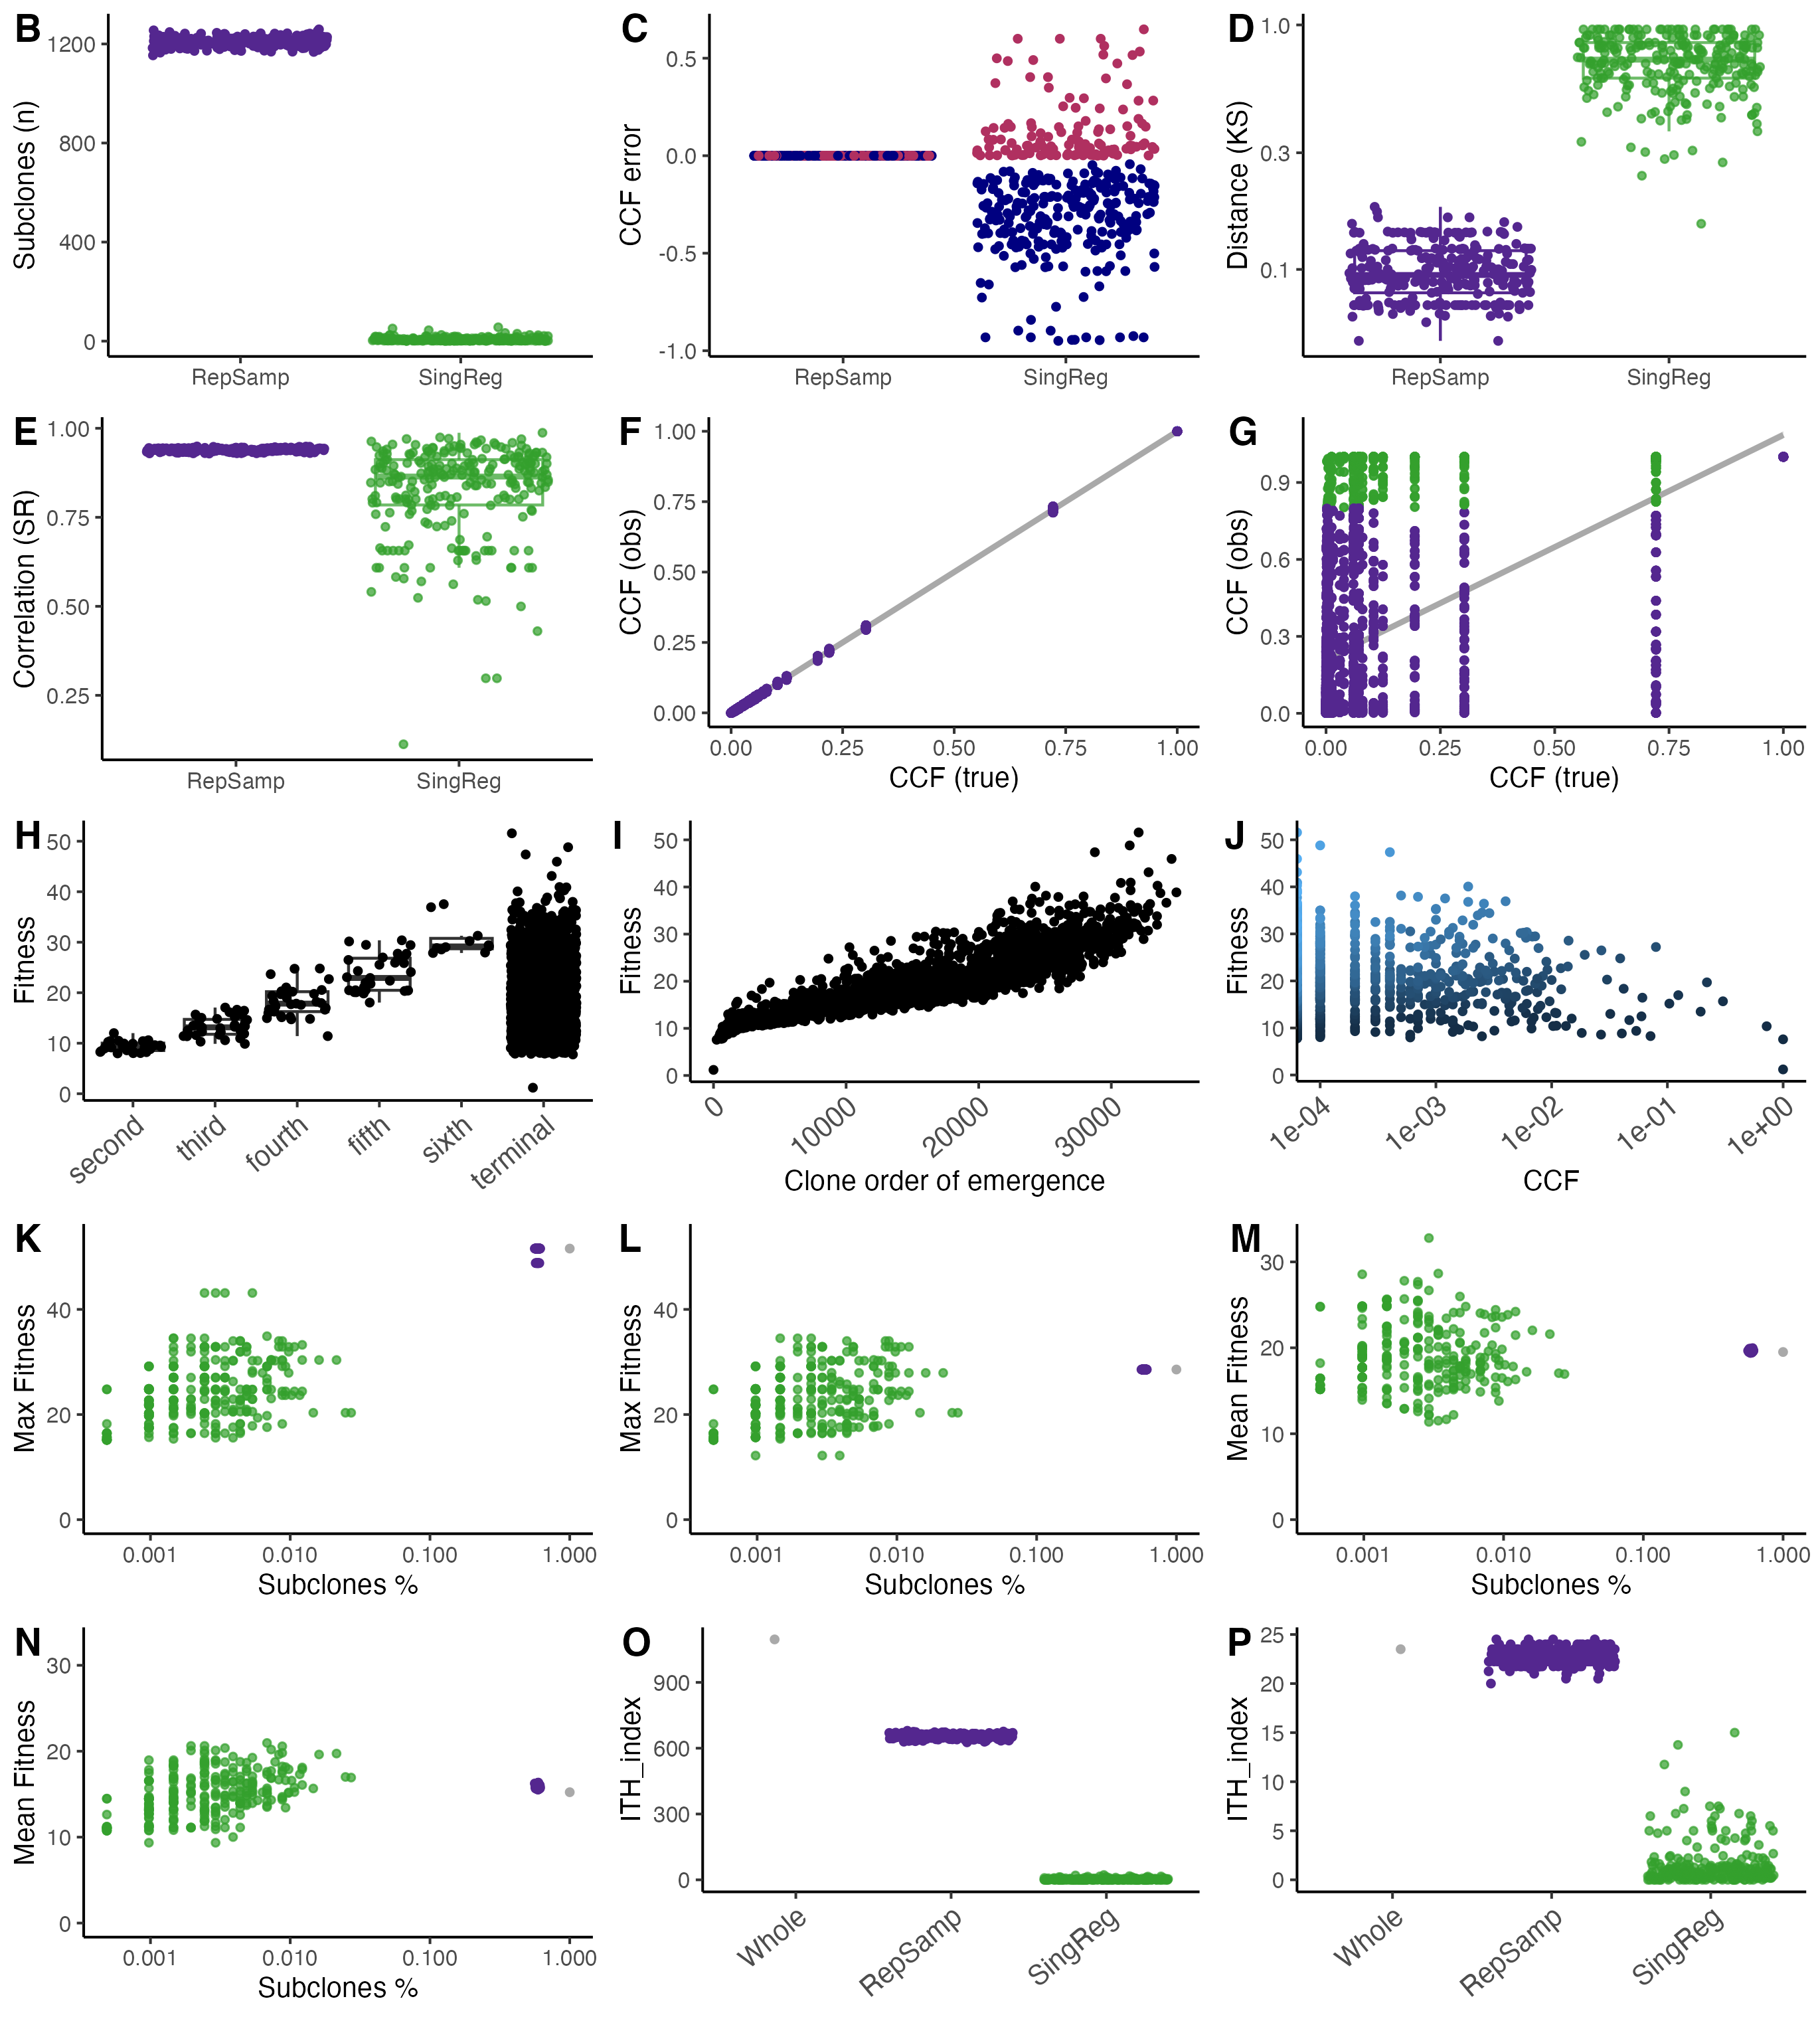 B
Subclones (n)
1200
800
400
0
RepSamp
SingReg
C
CCF error
0.5
0.0
-0.5
-1.0
RepSamp
SingReg
D
Distance (KS)
1.0
0.3
0.1
RepSamp
SingReg
E
Correlation (SR)
1.00
0.75
0.50
0.25
RepSamp
SingReg
F
CCF (obs)
1.00
0.75
0.50
0.25
0.00
0.00
0.25
0.50
0.75
1.00
CCF (true)
G
CCF (obs)
0.9
0.6
0.3
0.0
0.00
0.25
0.50
0.75
1.00
CCF (true)
H
Fitness
50
40
30
20
10
0
second
third
fourth
fifth
sixth
terminal
I
Fitness
50
40
30
20
10
0
0
100000
200000
300000
Clone order of emergence
J
Fitness
50
40
30
20
10
0
1e-04
1e-03
1e-02
1e-01
1e+00
CCF
K
Max Fitness
40
20
0
0.001
0.010
0.100
1.000
Subclones %
L
Max Fitness
40
20
0
0.001
0.010
0.100
1.000
Subclones %
M
Mean Fitness
30
20
10
0
0.001
0.010
0.100
1.000
Subclones %
N
Mean Fitness
30
20
10
0
0.001
0.010
0.100
1.000
Subclones %
O
ITH_index
900
600
300
0
Whole
RepSamp
SingReg
P
ITH_index
25
20
15
10
5
0
Whole
RepSamp
SingReg